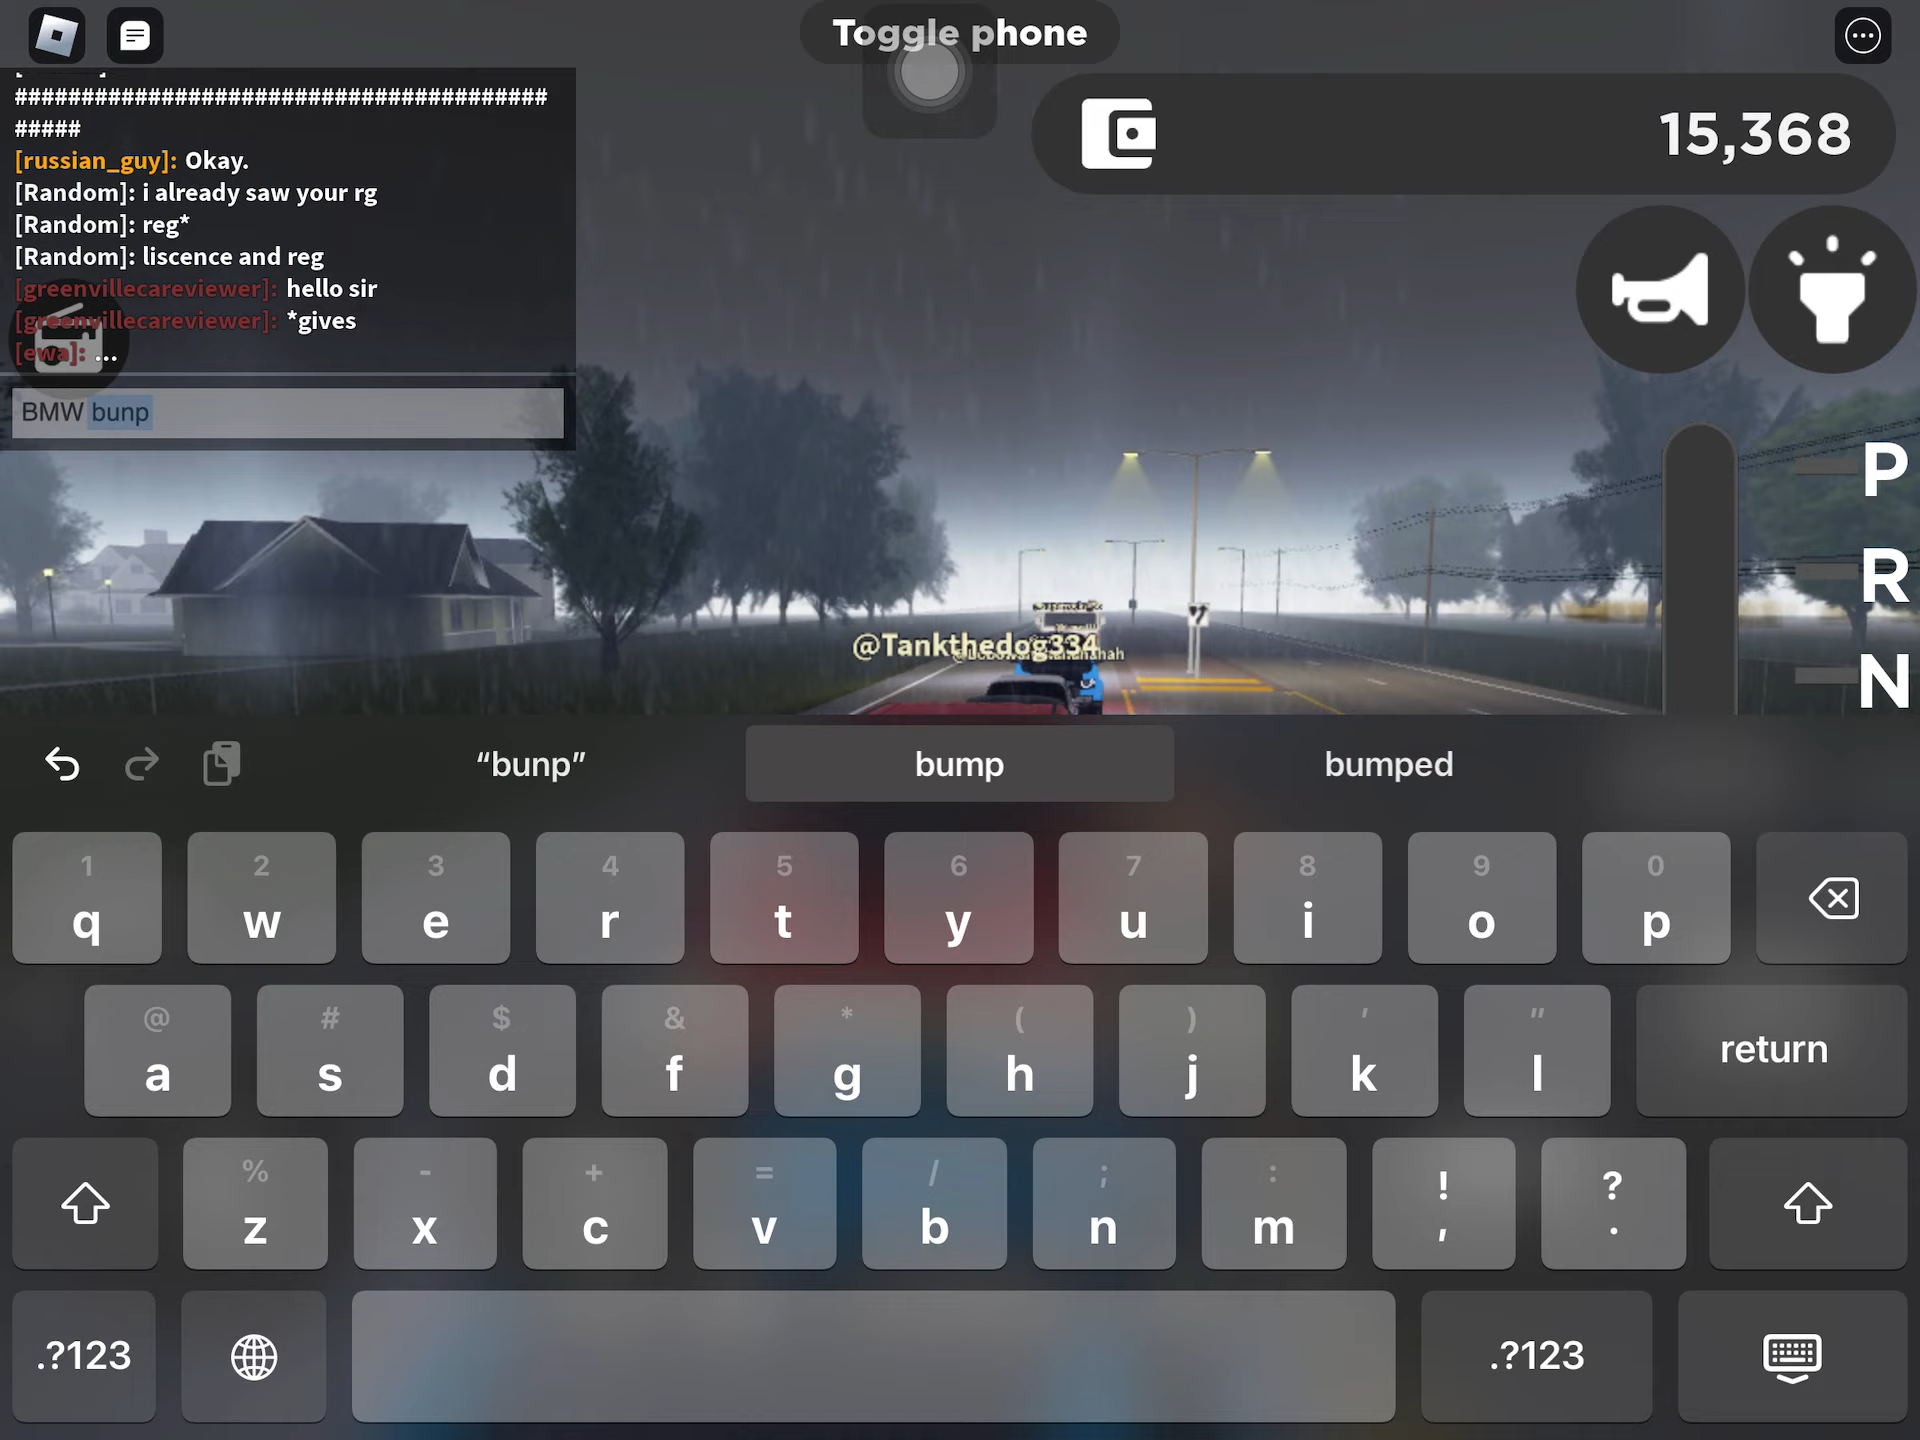 Toggle phone
########################################
#####
[russian_guy]: Okay.
[Random]: i already saw your rg
[Random]: reg*
[Random]: liscence and reg
[greenvillecareviewer]: hello sir
[greenvillecareviewer]: *gives
[ewa]: ...
BMW bunp
15,368
P
R
N
@Tankthedog334
“bunp”
bump
bumped
1 2 3 4 5 6 7 8 9 0
q w e r t y u i o p
@ # $ & * ( ) ' "
a s d f g h j k l return
% - + = / ; : ! ?
z x c v b n m , .
.?123 .?123